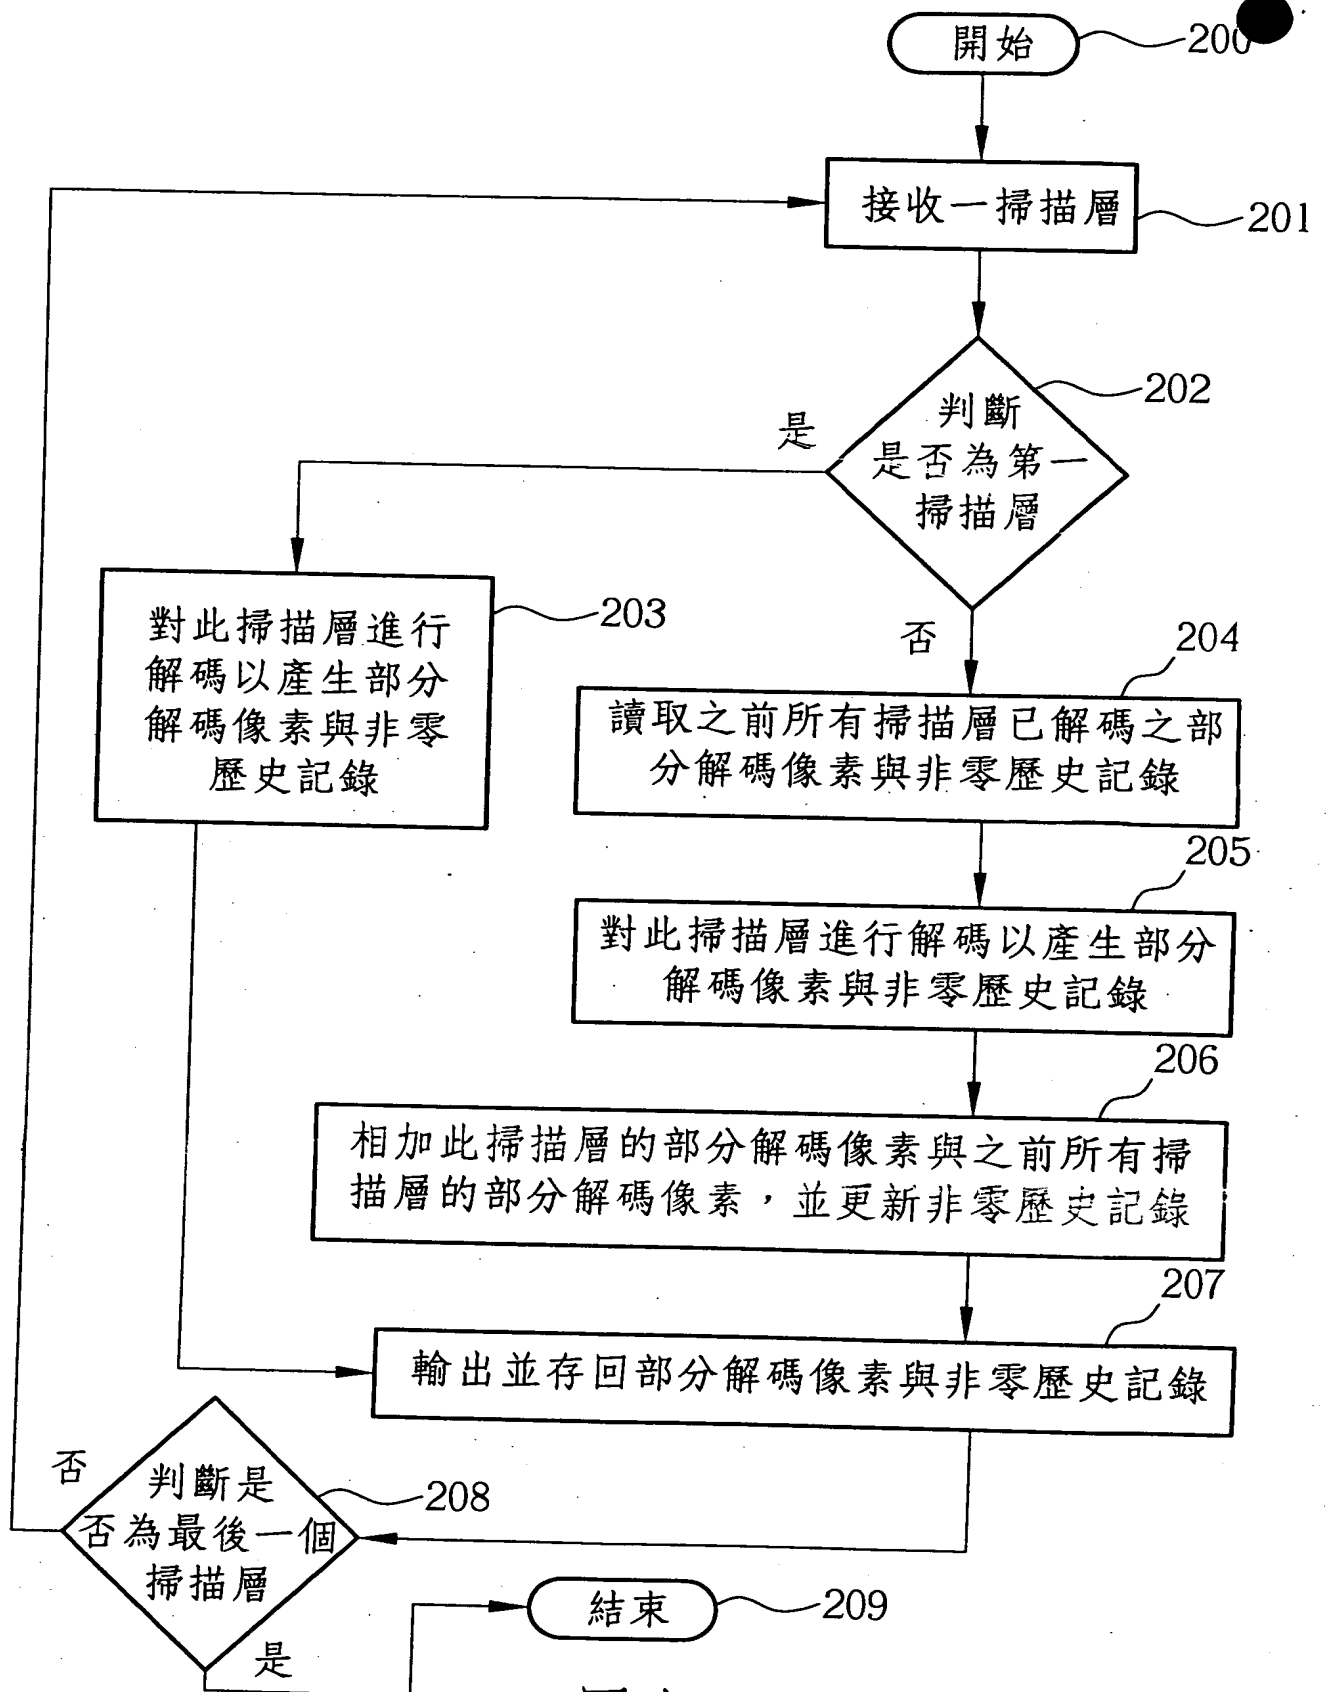 開始
200
接收一掃描層
201
202
判斷
是否為第一
掃描層
是
否
203
對此掃描層進行
解碼以產生部分
解碼像素與非零
歷史記錄
204
讀取之前所有掃描層已解碼之部
分解碼像素與非零歷史記錄
205
對此掃描層進行解碼以產生部分
解碼像素與非零歷史記錄
206
相加此掃描層的部分解碼像素與之前所有掃
描層的部分解碼像素，並更新非零歷史記錄
207
輸出並存回部分解碼像素與非零歷史記錄
否
判斷是
否為最後一個
掃描層
208
是
結束
209